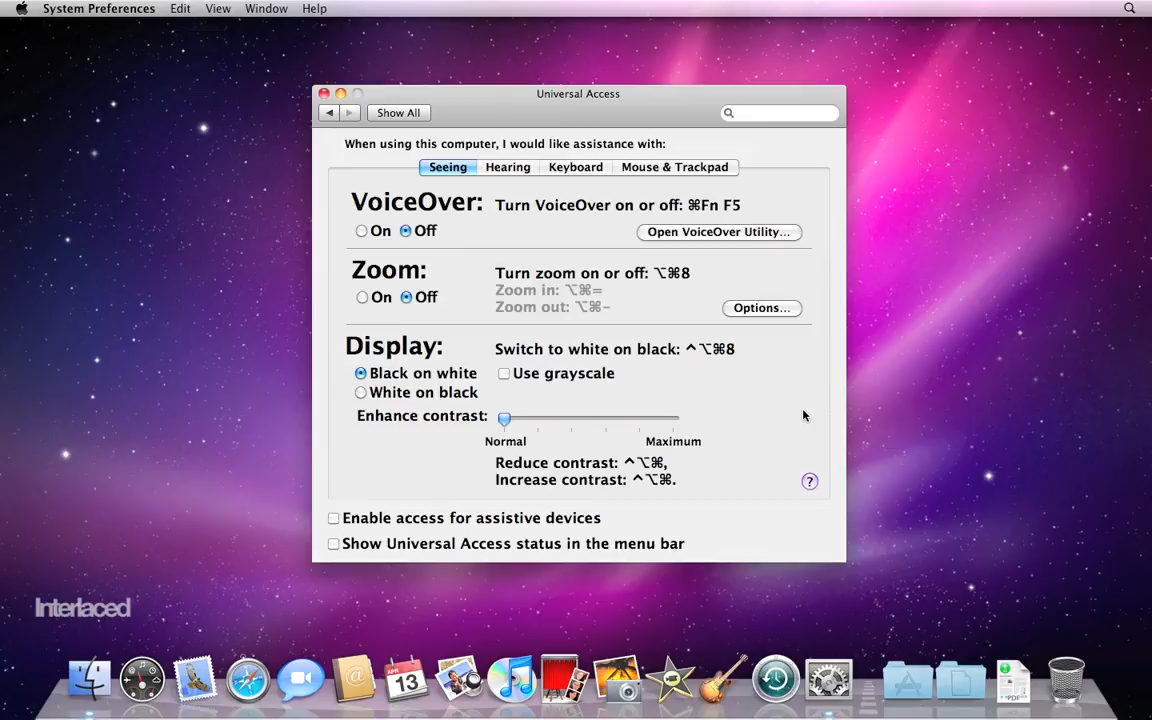 System Preferences Edit View Window Help
Universal Access
Show All
When using this computer, I would like assistance with:
Seeing Hearing Keyboard Mouse & Trackpad
VoiceOver: Turn VoiceOver on or off: ⌘Fn F5
On Off Open VoiceOver Utility...
Zoom: Turn zoom on or off: ⌥⌘8
Zoom in: ⌥⌘=
On Off
Zoom out: ⌥⌘-
Options...
Display: Switch to white on black: ^⌥⌘8
Black on white Use grayscale
White on black
Enhance contrast:
Normal Maximum
Reduce contrast: ^⌥⌘,
Increase contrast: ^⌥⌘.
?
Enable access for assistive devices
Show Universal Access status in the menu bar
Interlaced
APR
13
PDF